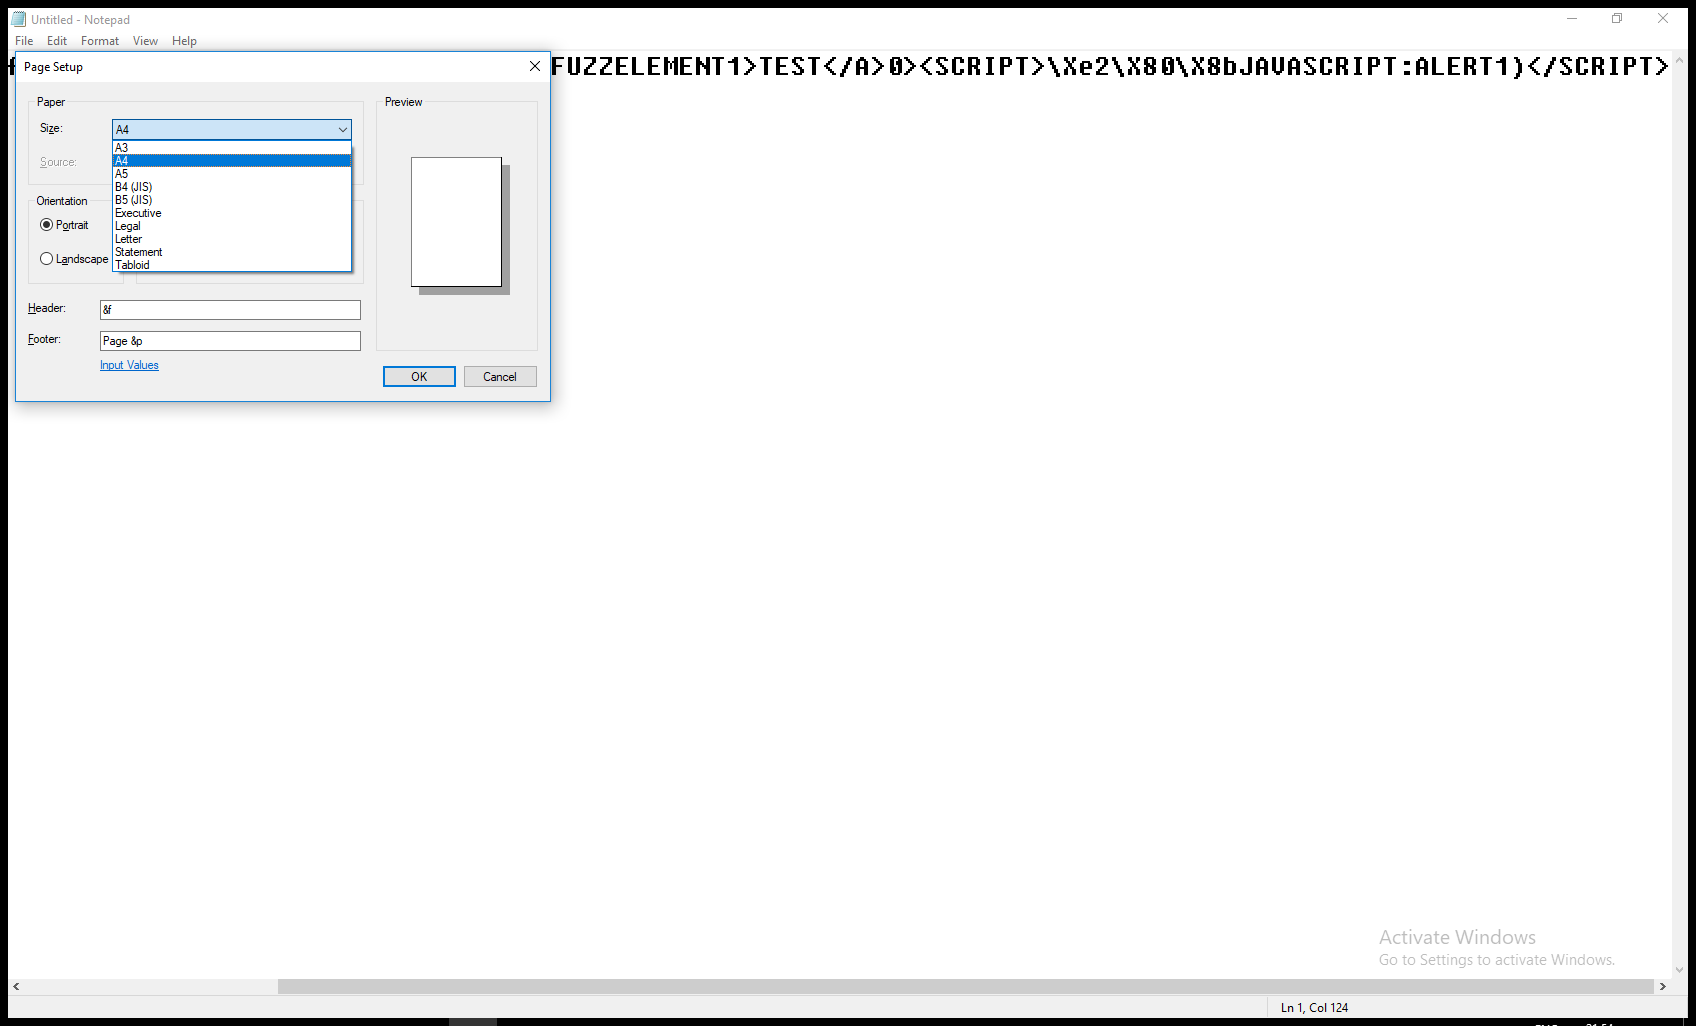 Untitled - Notepad
File Edit Format View Help
FUZZELEMENT1>TEST</A>0><SCRIPT>\Xe2\X80\X8bJAVASCRIPT:ALERT1)</SCRIPT>
Page Setup
Paper
Size:
A4
A3
A4
A5
B4 (JIS)
B5 (JIS)
Executive
Legal
Letter
Statement
Tabloid
Source:
Orientation
Portrait
Landscape
Preview
Header:
&f
Footer:
Page &p
Input Values
OK
Cancel
Activate Windows
Go to Settings to activate Windows.
Ln 1, Col 124